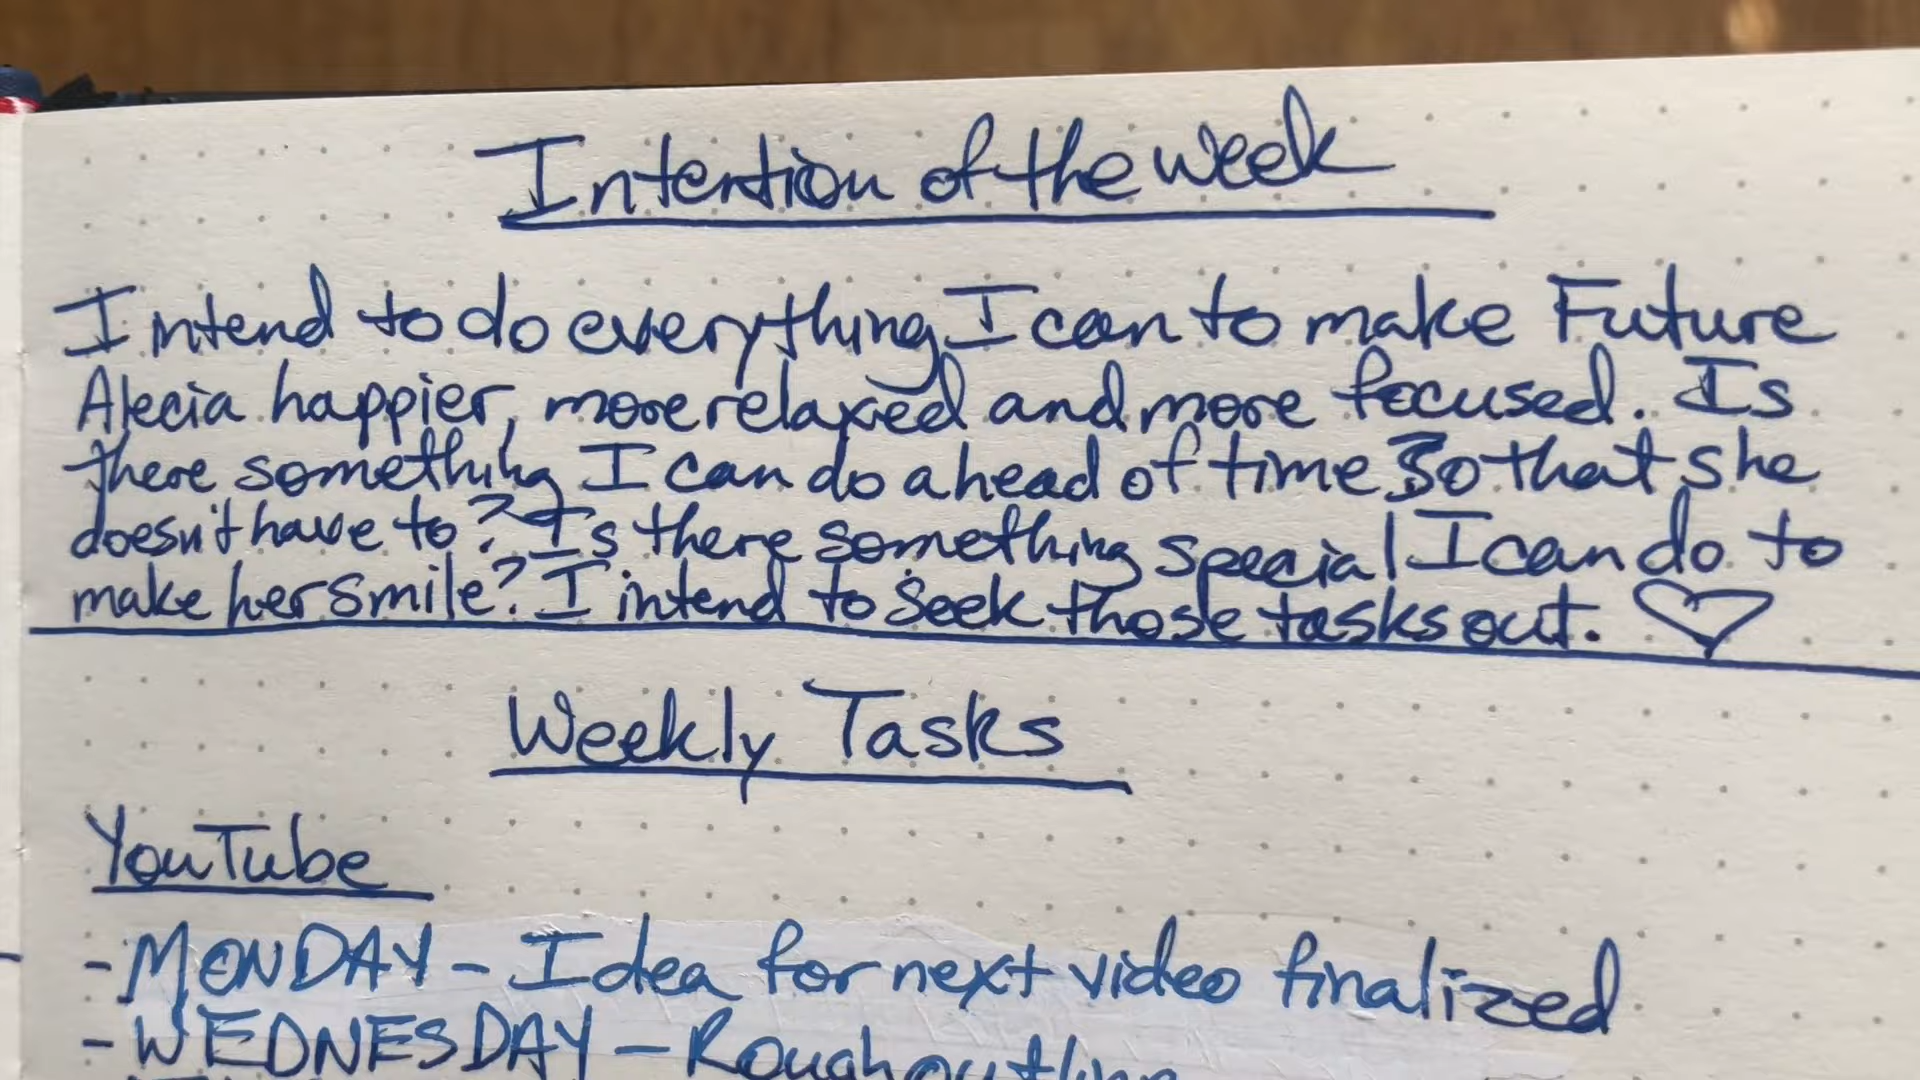 Intention of the week
I intend to do everything I can to make Future
Alecia happier, more relaxed and more focused. Is
there something I can do ahead of time so that she
doesn't have to? Is there something special I can do to
make her smile? I intend to seek those tasks out. ♡
Weekly Tasks
YouTube
- MONDAY - Idea for next video finalized
- WEDNESDAY - Rough outline